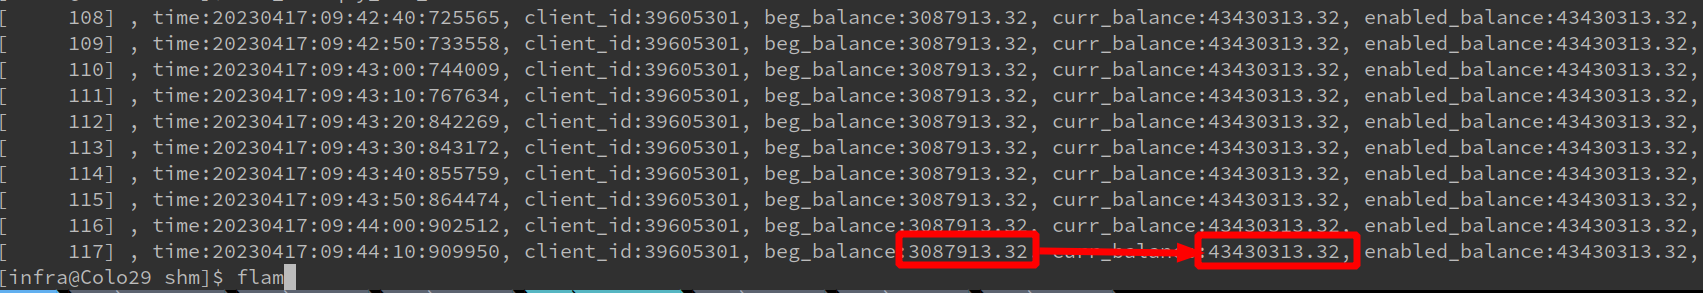 [     108] , time:20230417:09:42:40:725565, client_id:39605301, beg_balance:3087913.32, curr_balance:43430313.32, enabled_balance:43430313.32,
[     109] , time:20230417:09:42:50:733558, client_id:39605301, beg_balance:3087913.32, curr_balance:43430313.32, enabled_balance:43430313.32,
[     110] , time:20230417:09:43:00:744009, client_id:39605301, beg_balance:3087913.32, curr_balance:43430313.32, enabled_balance:43430313.32,
[     111] , time:20230417:09:43:10:767634, client_id:39605301, beg_balance:3087913.32, curr_balance:43430313.32, enabled_balance:43430313.32,
[     112] , time:20230417:09:43:20:842269, client_id:39605301, beg_balance:3087913.32, curr_balance:43430313.32, enabled_balance:43430313.32,
[     113] , time:20230417:09:43:30:843172, client_id:39605301, beg_balance:3087913.32, curr_balance:43430313.32, enabled_balance:43430313.32,
[     114] , time:20230417:09:43:40:855759, client_id:39605301, beg_balance:3087913.32, curr_balance:43430313.32, enabled_balance:43430313.32,
[     115] , time:20230417:09:43:50:864474, client_id:39605301, beg_balance:3087913.32, curr_balance:43430313.32, enabled_balance:43430313.32,
[     116] , time:20230417:09:44:00:902512, client_id:39605301, beg_balance:3087913.32, curr_balance:43430313.32, enabled_balance:43430313.32,
[     117] , time:20230417:09:44:10:909950, client_id:39605301, beg_balance:3087913.32, curr_balance:43430313.32, enabled_balance:43430313.32,
[infra@Colo29 shm]$ flam